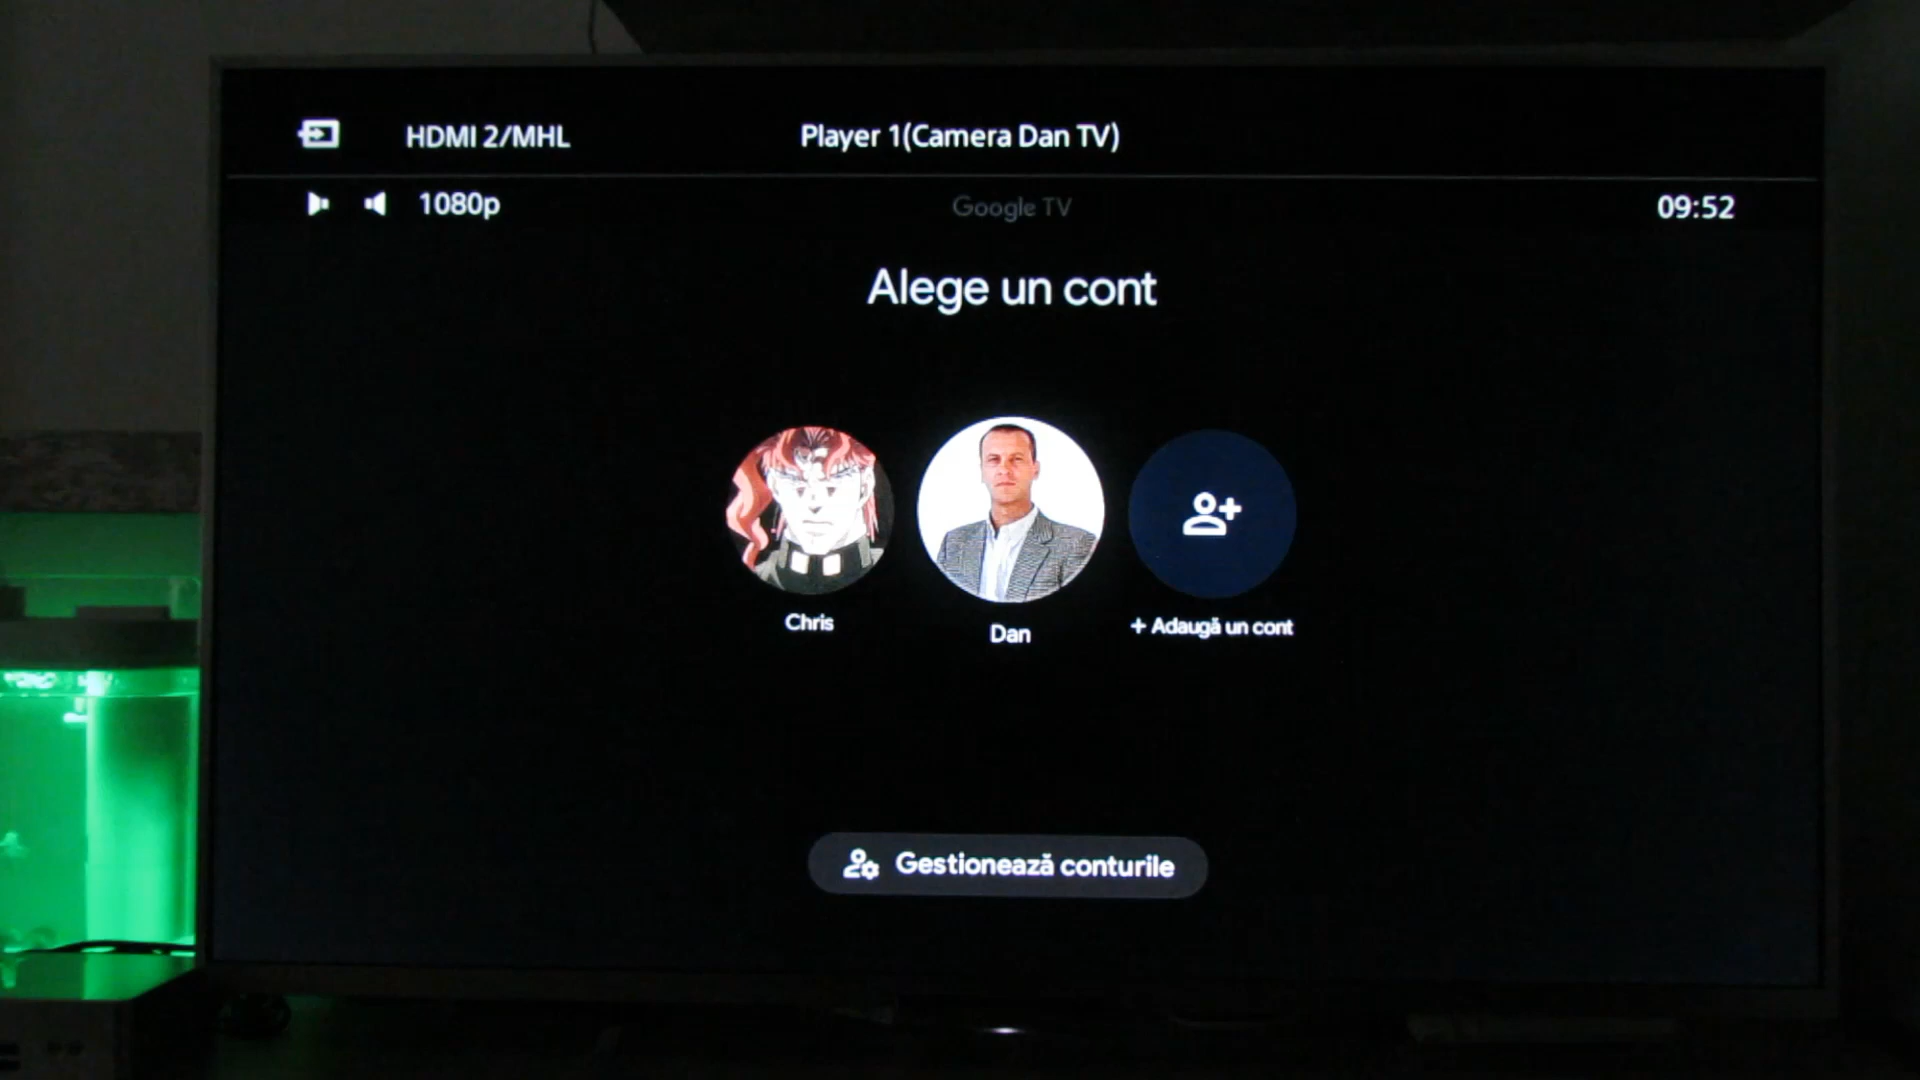 HDMI 2/MHL
Player 1(Camera Dan TV)
1080p
Google TV
09:52
Alege un cont
Chris
Dan
+ Adaugă un cont
Gestionează conturile